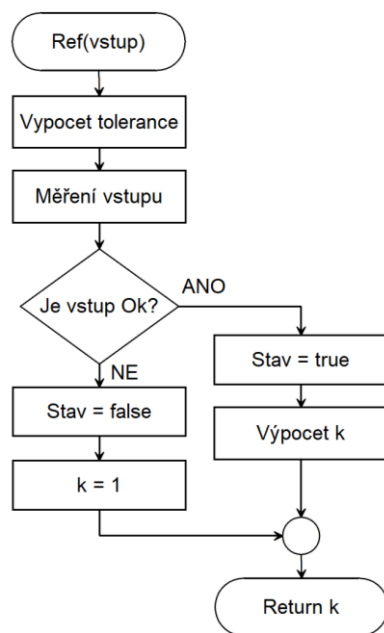 Ref(vstup)
Vypocet tolerance
Měření vstupu
Je vstup Ok?
ANO
NE
Stav = true
Stav = false
Výpocet k
k = 1
Return k